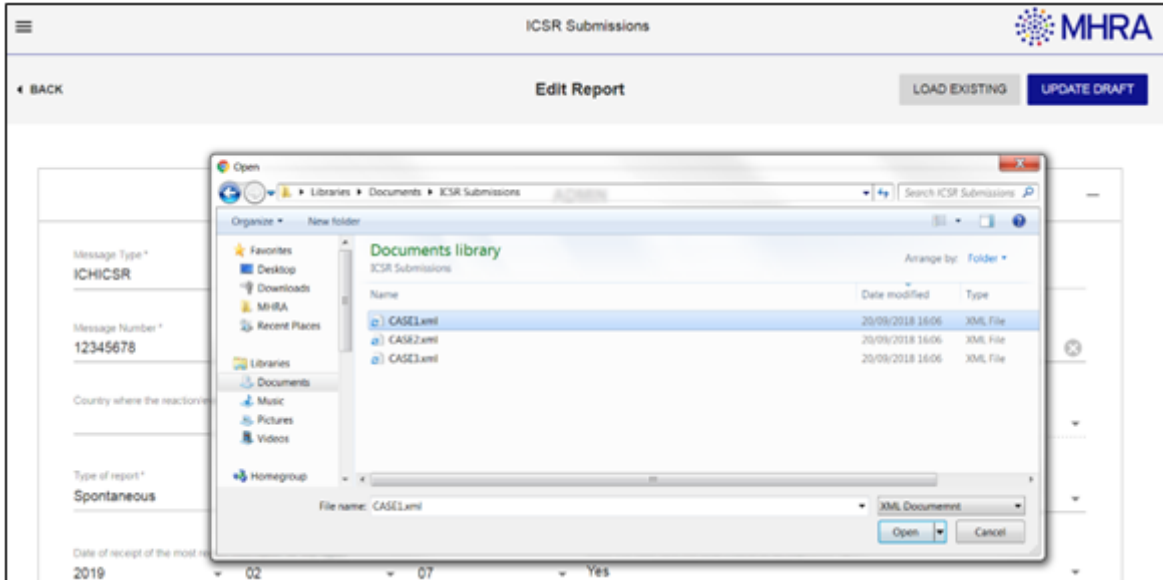 ICSR Submissions
MHRA
BACK
Edit Report
LOAD EXISTING
UPDATE DRAFT
Open
Libraries ▸ Documents ▸ ICSR Submissions
Search ICSR Submissions
ADMIN
Organize
New folder
Favorites
Desktop
Downloads
MHRA
Recent Places
Libraries
Documents
Music
Pictures
Videos
Homegroup
Documents library
ICSR Submissions
Arrange by: Folder
Name
Date modified
Type
CASE1.xml
20/09/2018 16:06
XML File
CASE2.xml
20/09/2018 16:06
XML File
CASE3.xml
20/09/2018 16:06
XML File
File name: CASE1.xml
XML Documemnt
Open
Cancel
Message Type*
ICHICSR
Message Number*
12345678
Country where the reaction/e
Type of report*
Spontaneous
Date of receipt of the most re
2019
02
07
Yes